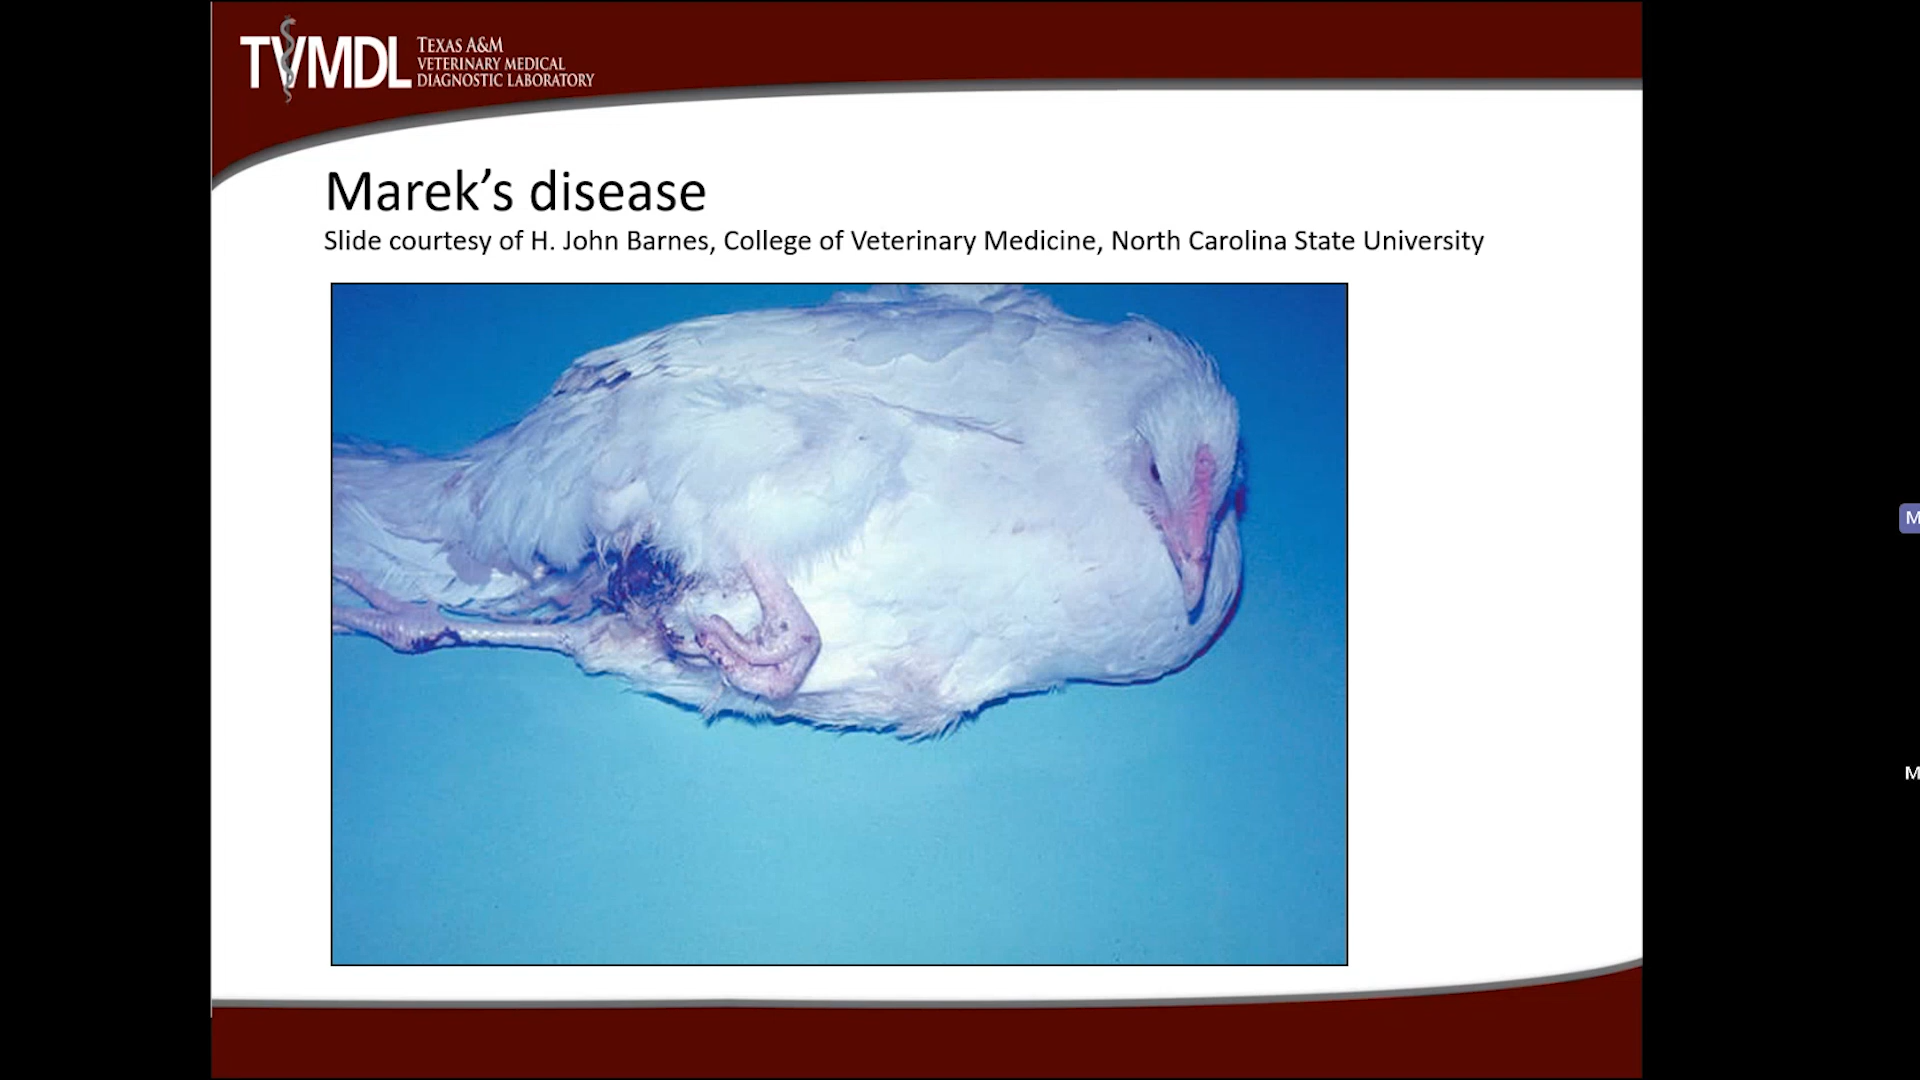 TVMDL
TEXAS A&M
VETERINARY MEDICAL
DIAGNOSTIC LABORATORY
Marek’s disease
Slide courtesy of H. John Barnes, College of Veterinary Medicine, North Carolina State University
M
M